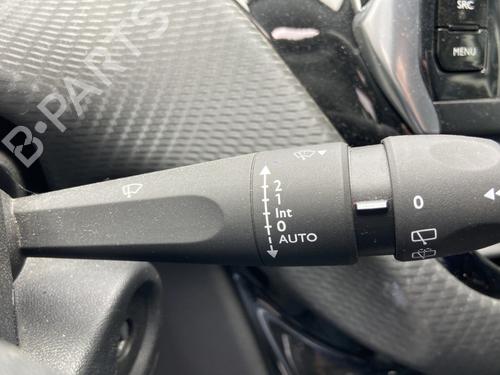 SRC
MENU
B-PARTS
2
1
Int
0
AUTO
0